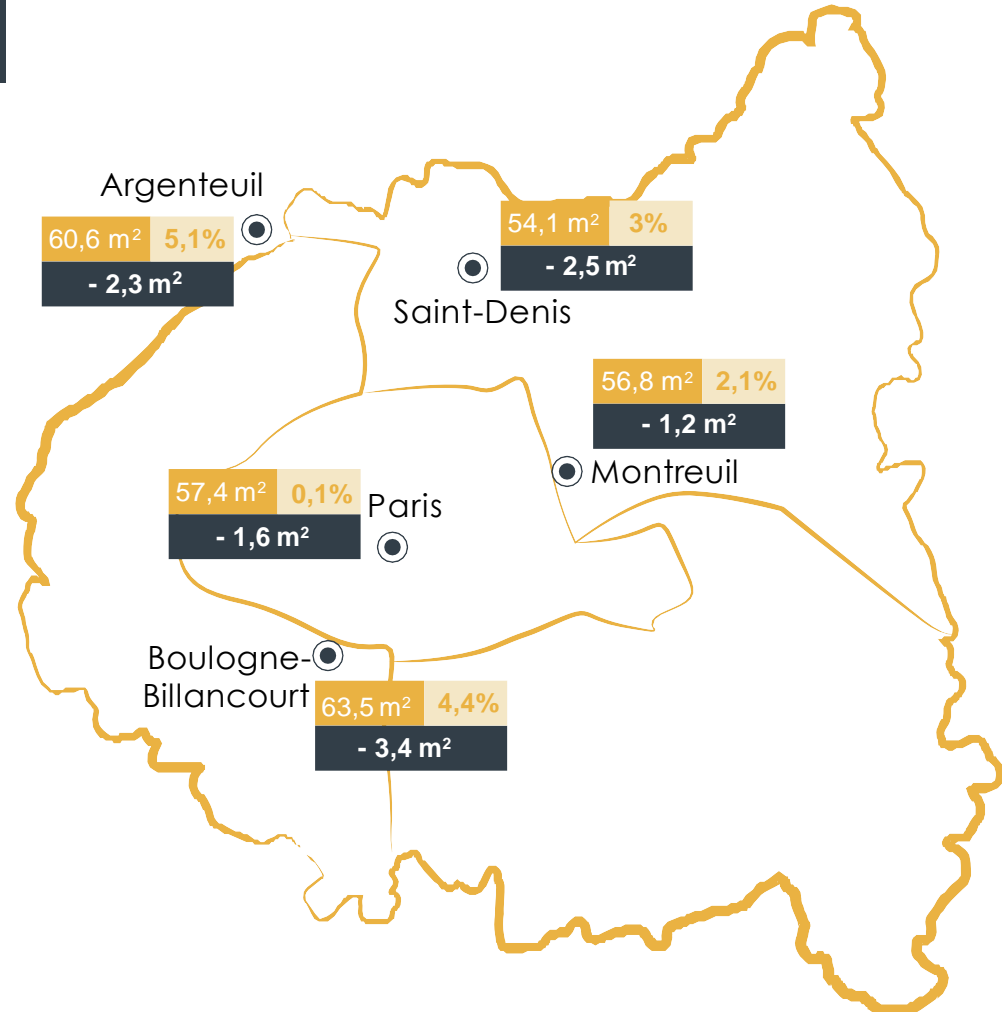 Argenteuil
60,6 m² 5,1%
- 2,3 m²
54,1 m² 3%
- 2,5 m²
Saint-Denis
56,8 m² 2,1%
- 1,2 m²
Montreuil
57,4 m² 0,1%
- 1,6 m²
Paris
Boulogne-
Billancourt
63,5 m² 4,4%
- 3,4 m²